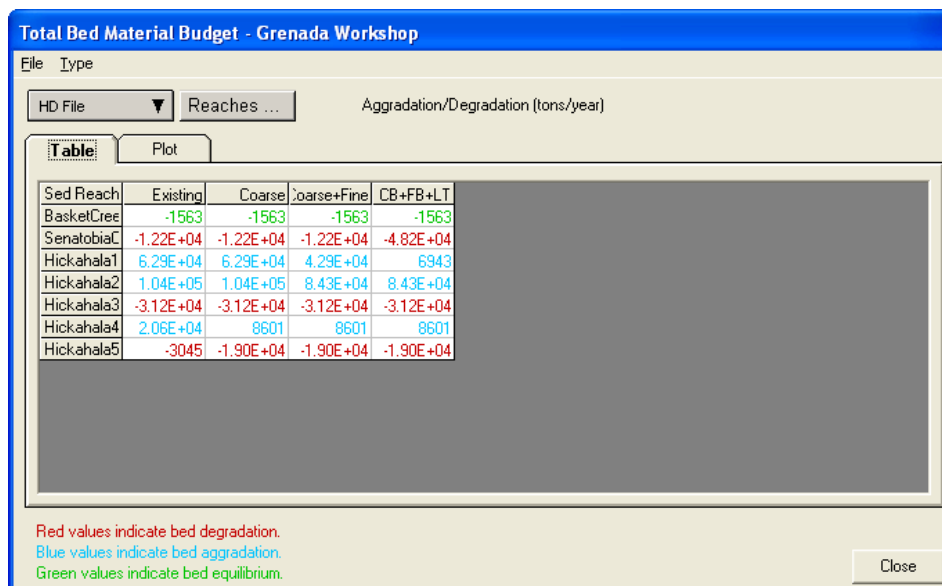 Total Bed Material Budget - Grenada Workshop
File Type
HD File ▼ Reaches ... Aggradation/Degradation (tons/year)
Table Plot
Sed Reach Existing Coarse Coarse+Fine CB+FB+LT
BasketCree -1563 -1563 -1563 -1563
SenatobiaC -1.22E+04 -1.22E+04 -1.22E+04 -4.82E+04
Hickahala1 6.29E+04 6.29E+04 4.29E+04 6943
Hickahala2 1.04E+05 1.04E+05 8.43E+04 8.43E+04
Hickahala3 -3.12E+04 -3.12E+04 -3.12E+04 -3.12E+04
Hickahala4 2.06E+04 8601 8601 8601
Hickahala5 -3045 -1.90E+04 -1.90E+04 -1.90E+04
Red values indicate bed degradation.
Blue values indicate bed aggradation.
Green values indicate bed equilibrium.
Close